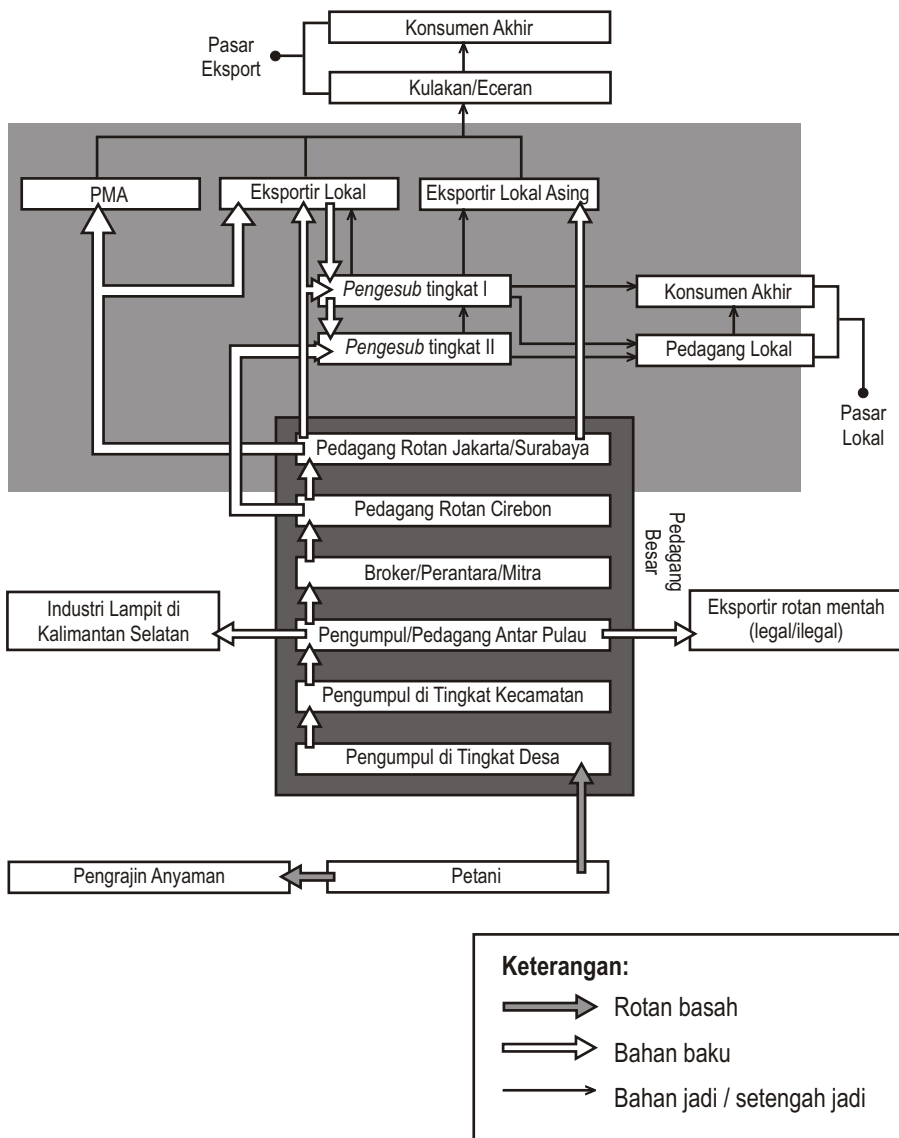 Konsumen Akhir
Pasar
Eksport
Kulakan/Eceran
PMA
Eksportir Lokal
Eksportir Lokal Asing
Pengesub tingkat I
Konsumen Akhir
Pengesub tingkat II
Pedagang Lokal
Pasar
Lokal
Pedagang Rotan Jakarta/Surabaya
Pedagang Rotan Cirebon
Pedagang
Besar
Broker/Perantara/Mitra
Industri Lampit di
Kalimantan Selatan
Pengumpul/Pedagang Antar Pulau
Eksportir rotan mentah
(legal/ilegal)
Pengumpul di Tingkat Kecamatan
Pengumpul di Tingkat Desa
Pengrajin Anyaman
Petani
Keterangan:
Rotan basah
Bahan baku
Bahan jadi / setengah jadi